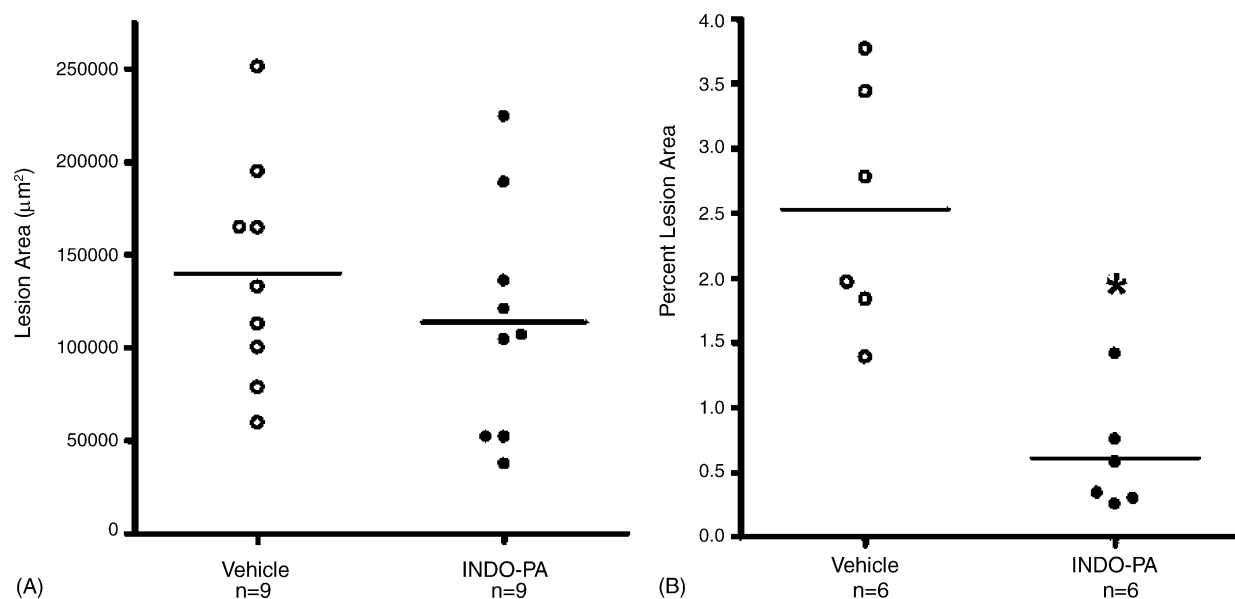 Lesion Area (μm²)
250000
200000
150000
100000
50000
0
Vehicle
n=9
INDO-PA
n=9
(A)
Percent Lesion Area
4.0
3.5
3.0
2.5
2.0
1.5
1.0
0.5
0.0
*
Vehicle
n=6
INDO-PA
n=6
(B)